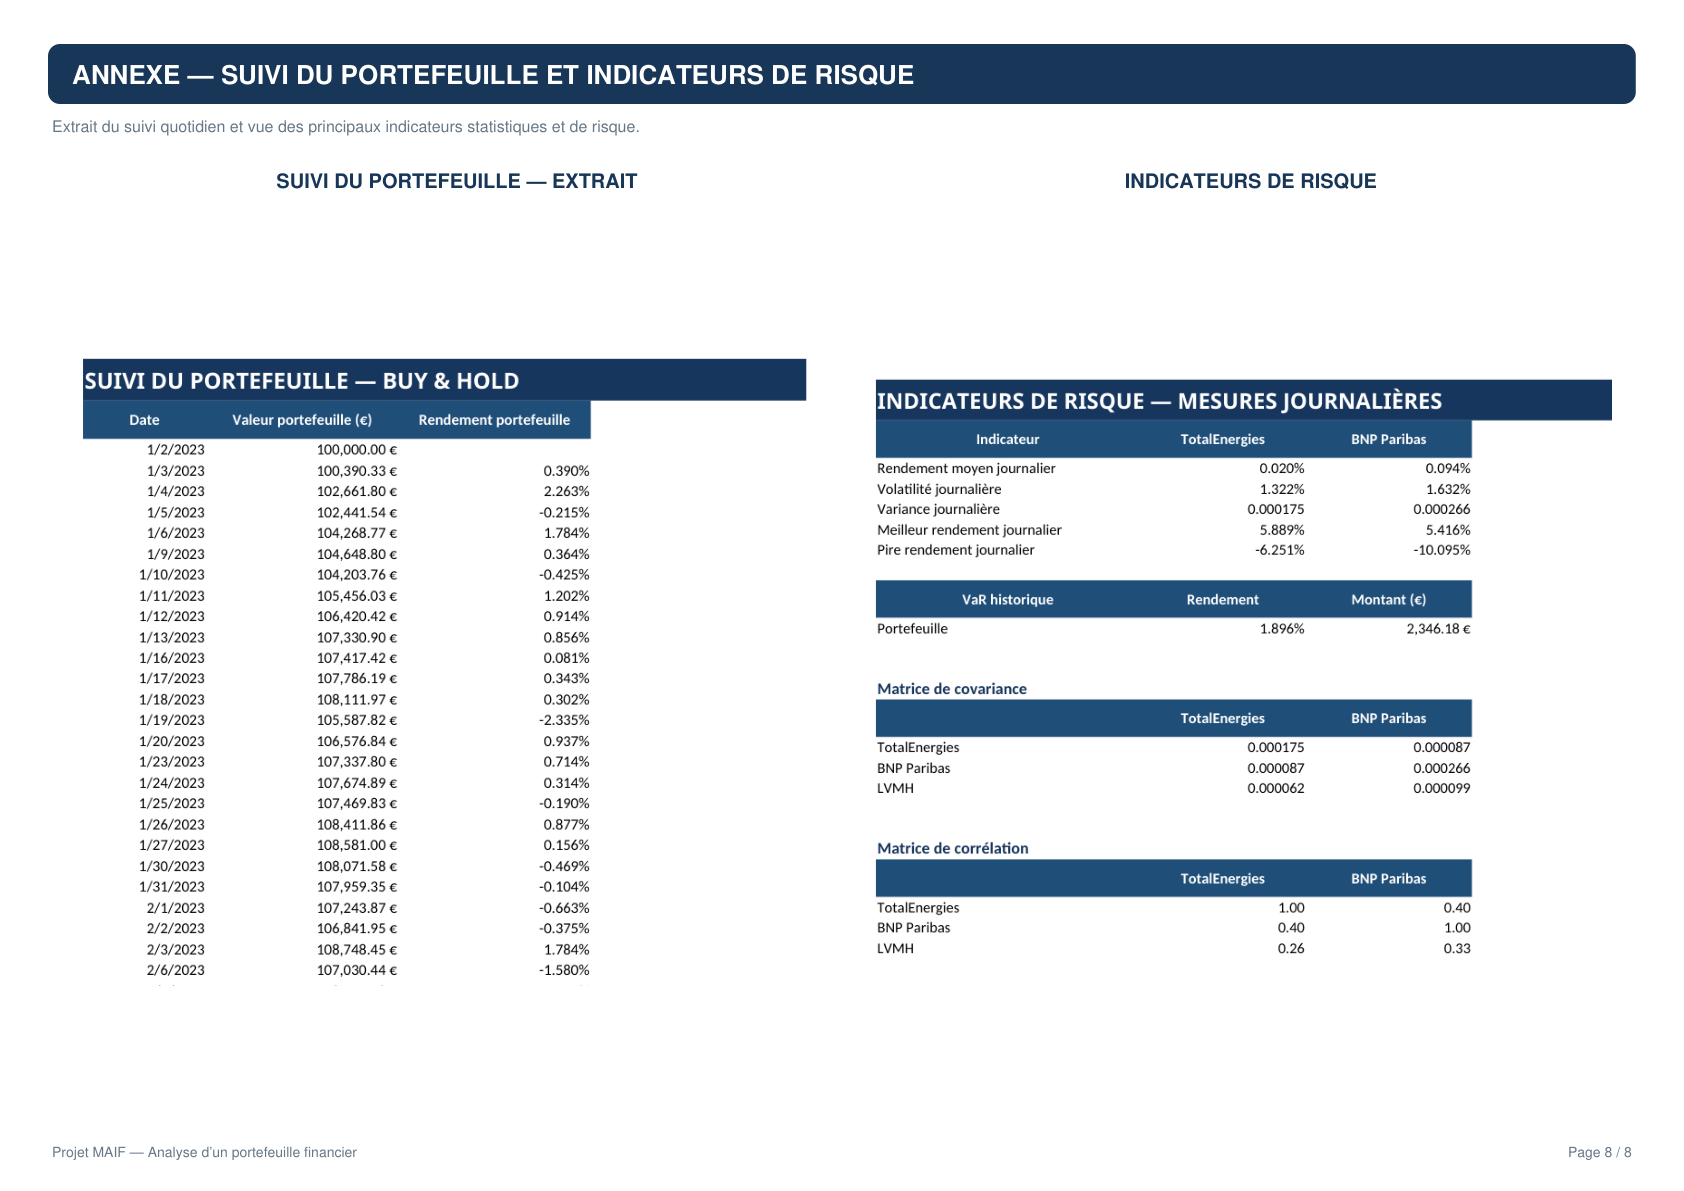 ANNEXE — SUIVI DU PORTEFEUILLE ET INDICATEURS DE RISQUE
Extrait du suivi quotidien et vue des principaux indicateurs statistiques et de risque.
SUIVI DU PORTEFEUILLE — EXTRAIT
SUIVI DU PORTEFEUILLE — BUY & HOLD
Date Valeur portefeuille (€) Rendement portefeuille
1/2/2023 100,000.00 €
1/3/2023 100,390.33 € 0.390%
1/4/2023 102,661.80 € 2.263%
1/5/2023 102,441.54 € -0.215%
1/6/2023 104,268.77 € 1.784%
1/9/2023 104,648.80 € 0.364%
1/10/2023 104,203.76 € -0.425%
1/11/2023 105,456.03 € 1.202%
1/12/2023 106,420.42 € 0.914%
1/13/2023 107,330.90 € 0.856%
1/16/2023 107,417.42 € 0.081%
1/17/2023 107,786.19 € 0.343%
1/18/2023 108,111.97 € 0.302%
1/19/2023 105,587.82 € -2.335%
1/20/2023 106,576.84 € 0.937%
1/23/2023 107,337.80 € 0.714%
1/24/2023 107,674.89 € 0.314%
1/25/2023 107,469.83 € -0.190%
1/26/2023 108,411.86 € 0.877%
1/27/2023 108,581.00 € 0.156%
1/30/2023 108,071.58 € -0.469%
1/31/2023 107,959.35 € -0.104%
2/1/2023 107,243.87 € -0.663%
2/2/2023 106,841.95 € -0.375%
2/3/2023 108,748.45 € 1.784%
2/6/2023 107,030.44 € -1.580%
INDICATEURS DE RISQUE
INDICATEURS DE RISQUE — MESURES JOURNALIÈRES
Indicateur TotalEnergies BNP Paribas
Rendement moyen journalier 0.020% 0.094%
Volatilité journalière 1.322% 1.632%
Variance journalière 0.000175 0.000266
Meilleur rendement journalier 5.889% 5.416%
Pire rendement journalier -6.251% -10.095%
VaR historique Rendement Montant (€)
Portefeuille 1.896% 2,346.18 €
Matrice de covariance
TotalEnergies BNP Paribas
TotalEnergies 0.000175 0.000087
BNP Paribas 0.000087 0.000266
LVMH 0.000062 0.000099
Matrice de corrélation
TotalEnergies BNP Paribas
TotalEnergies 1.00 0.40
BNP Paribas 0.40 1.00
LVMH 0.26 0.33
Projet MAIF — Analyse d'un portefeuille financier
Page 8 / 8